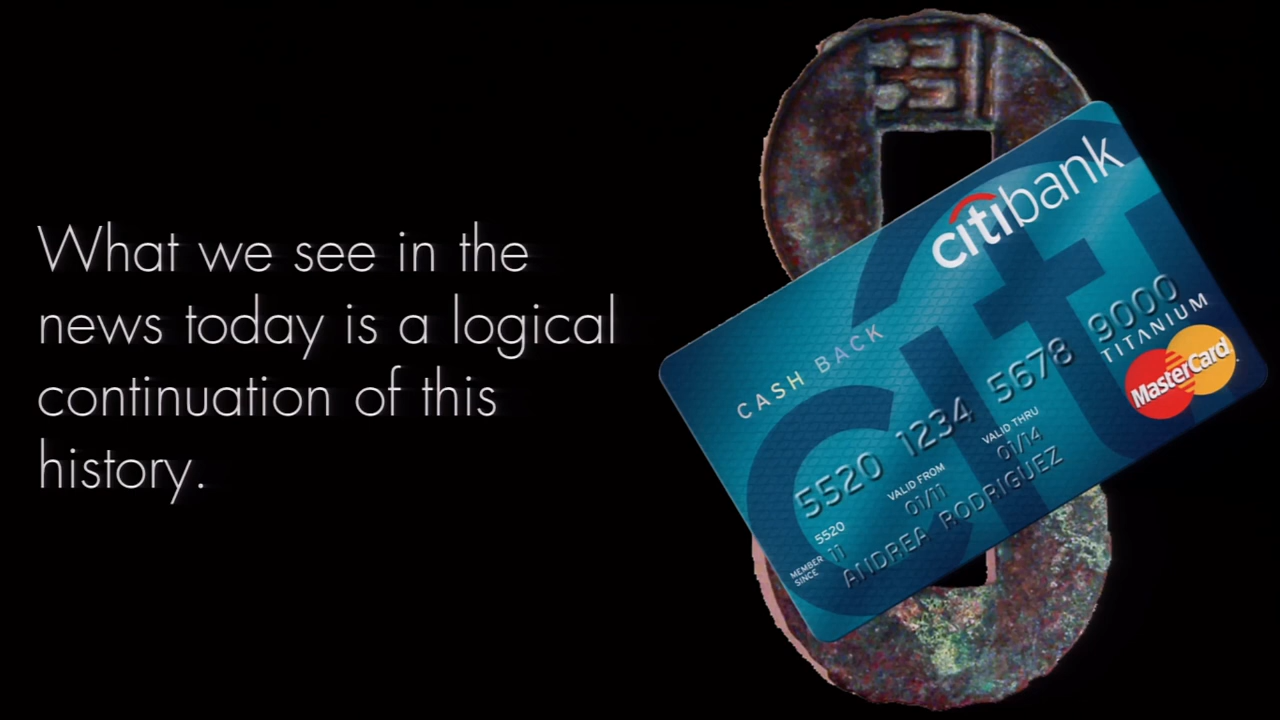 What we see in the
news today is a logical
continuation of this
history.
citibank
CASH BACK
citi
5520 1234 5678 9000
TITANIUM
5520
VALID FROM
VALID THRU
01/11
01/14
MEMBER SINCE
11
ANDREA RODRIGUEZ
MasterCard